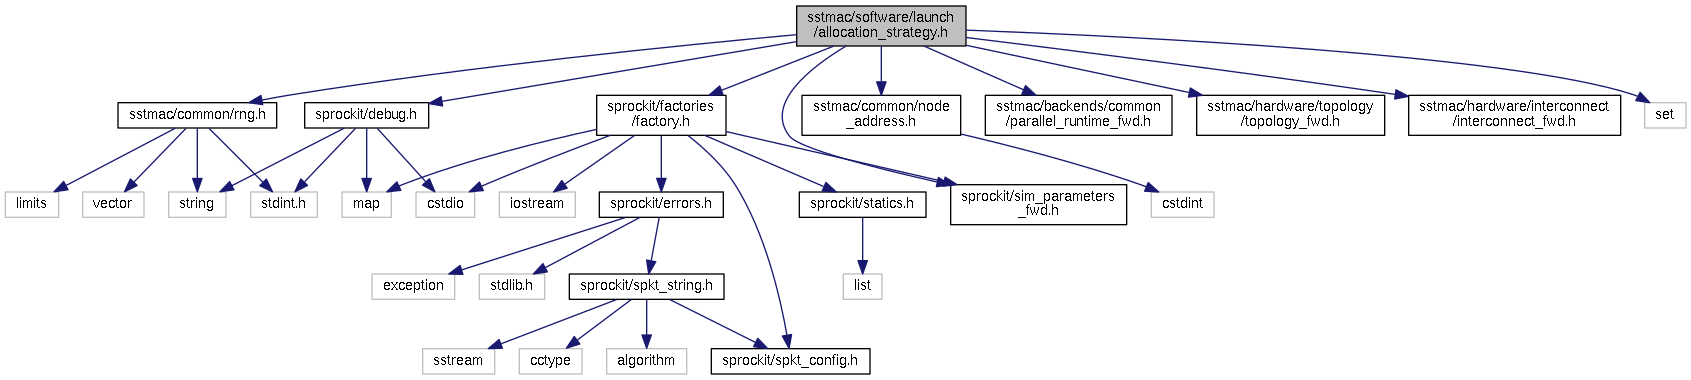 sstmac/software/launch
/allocation_strategy.h
sstmac/common/rng.h
sprockit/debug.h
sprockit/factories
/factory.h
sstmac/common/node
_address.h
sstmac/backends/common
/parallel_runtime_fwd.h
sstmac/hardware/topology
/topology_fwd.h
sstmac/hardware/interconnect
/interconnect_fwd.h
set
limits
vector
string
stdint.h
map
cstdio
iostream
sprockit/errors.h
sprockit/statics.h
sprockit/sim_parameters
_fwd.h
cstdint
exception
stdlib.h
sprockit/spkt_string.h
list
sstream
cctype
algorithm
sprockit/spkt_config.h